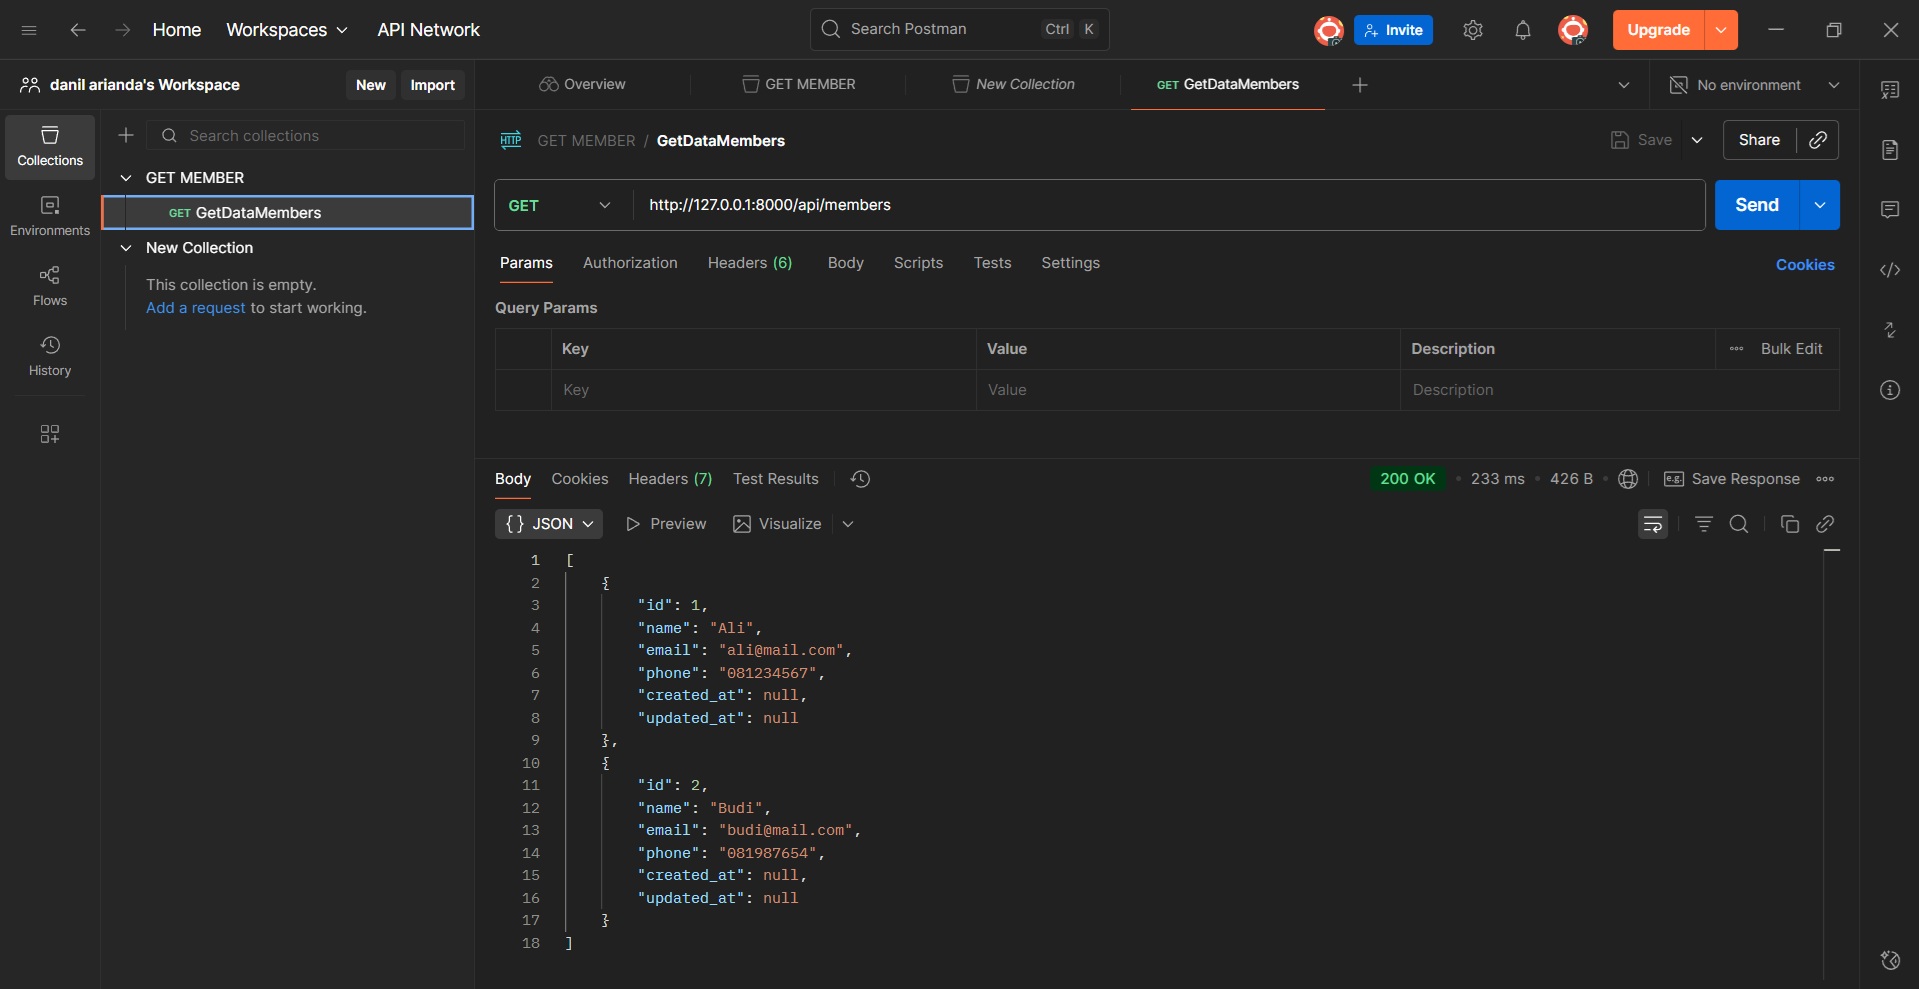 Home Workspaces API Network Search Postman Ctrl K Invite Upgrade
danil arianda's Workspace New Import
Overview GET MEMBER New Collection GET GetDataMembers No environment
Collections
Environments
Flows
History
Search collections
GET MEMBER
GET GetDataMembers
New Collection
This collection is empty.
Add a request to start working.
HTTP GET MEMBER / GetDataMembers Save Share
GET http://127.0.0.1:8000/api/members Send
Params Authorization Headers (6) Body Scripts Tests Settings Cookies
Query Params
Key Value Description Bulk Edit
Key Value Description
Body Cookies Headers (7) Test Results 200 OK 233 ms 426 B e.g. Save Response
{} JSON Preview Visualize
1 [
2 {
3 "id": 1,
4 "name": "Ali",
5 "email": "ali@mail.com",
6 "phone": "081234567",
7 "created_at": null,
8 "updated_at": null
9 },
10 {
11 "id": 2,
12 "name": "Budi",
13 "email": "budi@mail.com",
14 "phone": "081987654",
15 "created_at": null,
16 "updated_at": null
17 }
18 ]